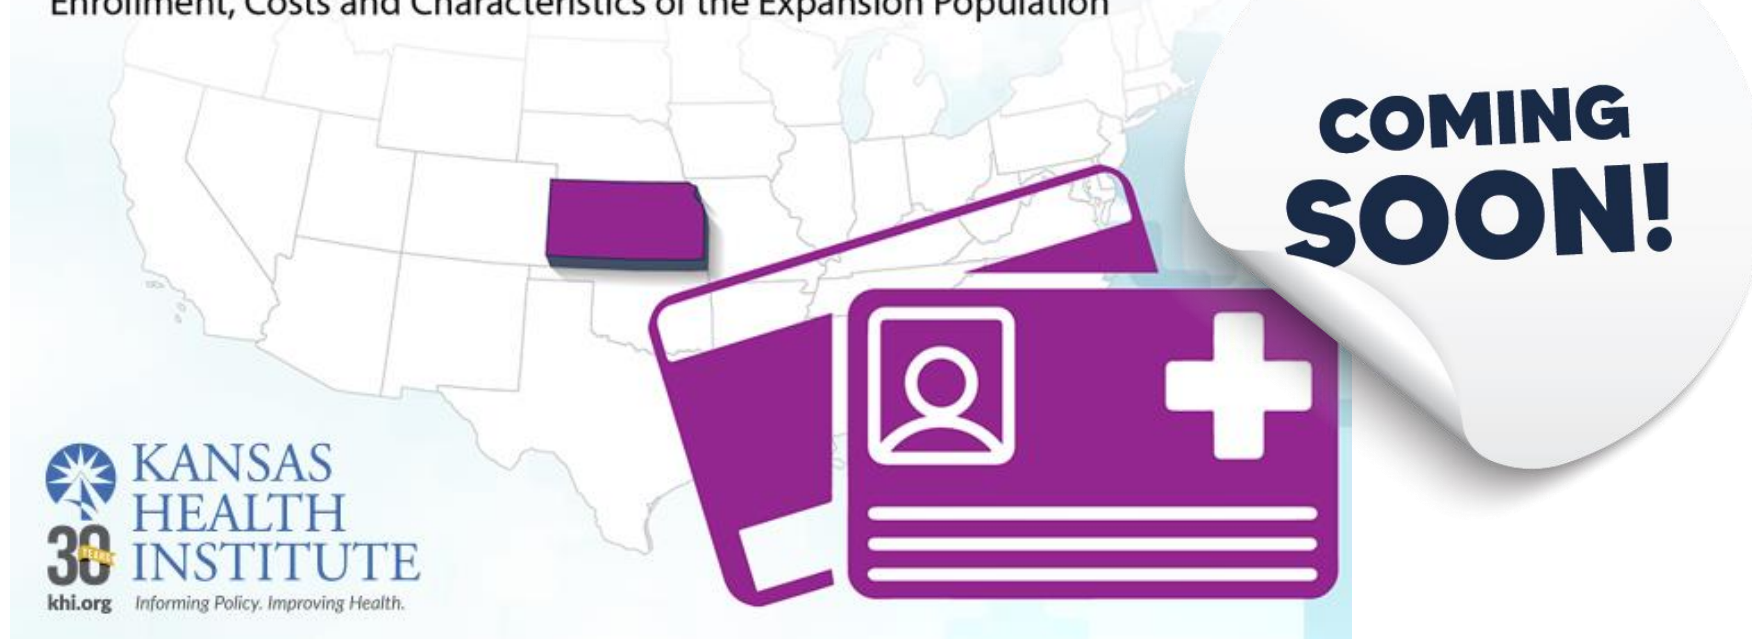 Enrollment, Costs and Characteristics of the Expansion Population
COMING
SOON!
KANSAS
HEALTH
INSTITUTE
30
YEARS
khi.org
Informing Policy. Improving Health.